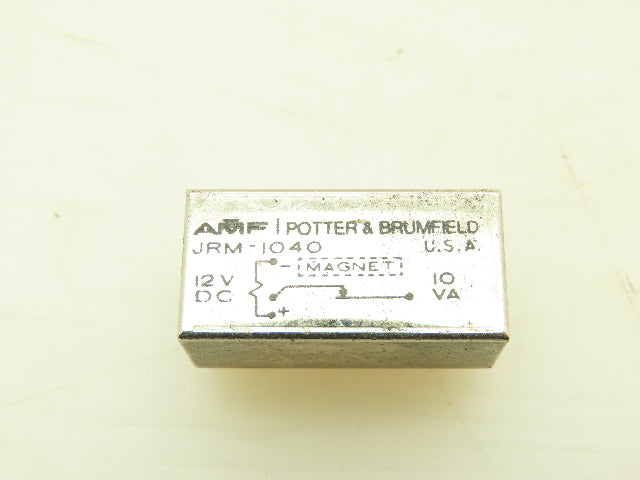 AMF | POTTER & BRUMFIELD
JRM-1040 U.S.A.
- MAGNET
12V DC
10 VA
+